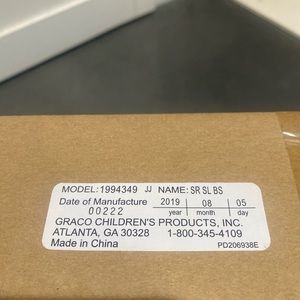 MODEL: 1994349 JJ NAME: SR SL BS
Date of Manufacture 2019 08 05
00222 year month day
GRACO CHILDREN'S PRODUCTS, INC.
ATLANTA, GA 30328 1-800-345-4109
Made in China PD206938E